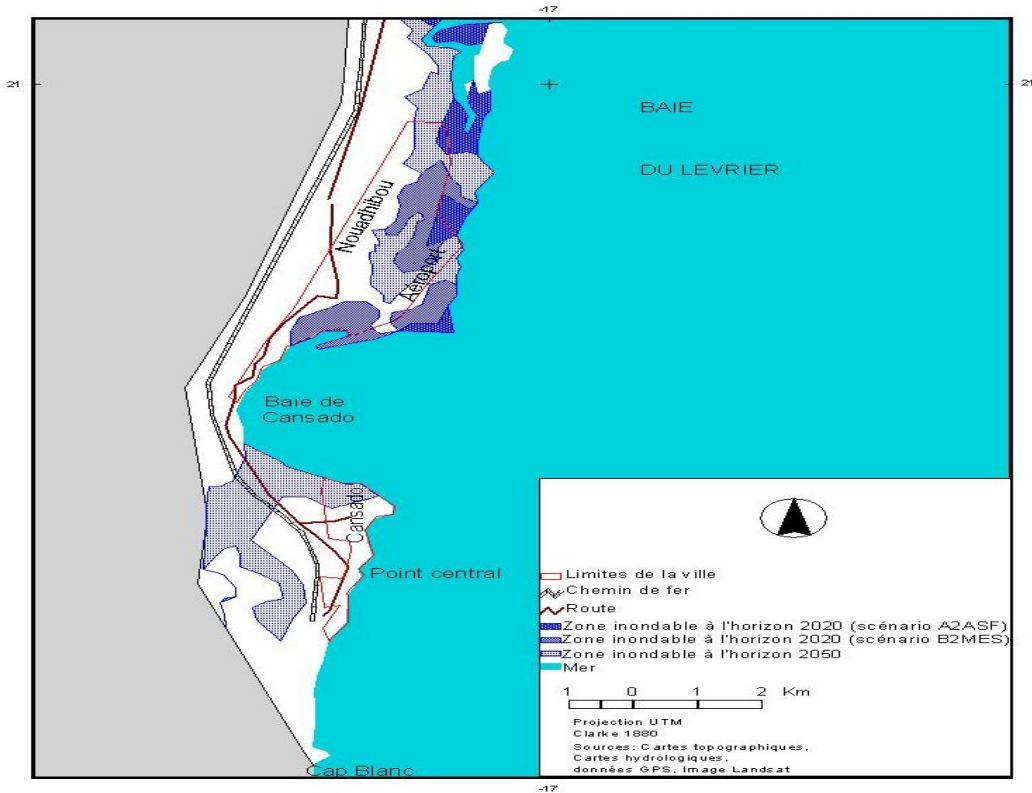 -17
21
21
BAIE
DU LEVRIER
Nouadhibou
Aéroport
Baie de
Cansado
Cansado
Point central
Cap Blanc
Limites de la ville
Chemin de fer
Route
Zone inondable à l'horizon 2020 (scénario A2ASF)
Zone inondable à l'horizon 2020 (scénario B2MES)
Zone inondable à l'horizon 2050
Mer
1 0 1 2 Km
Projection UTM
Clarke 1880
Sources: Cartes topographiques,
Cartes hydrologiques,
données GPS, Image Landsat
-17